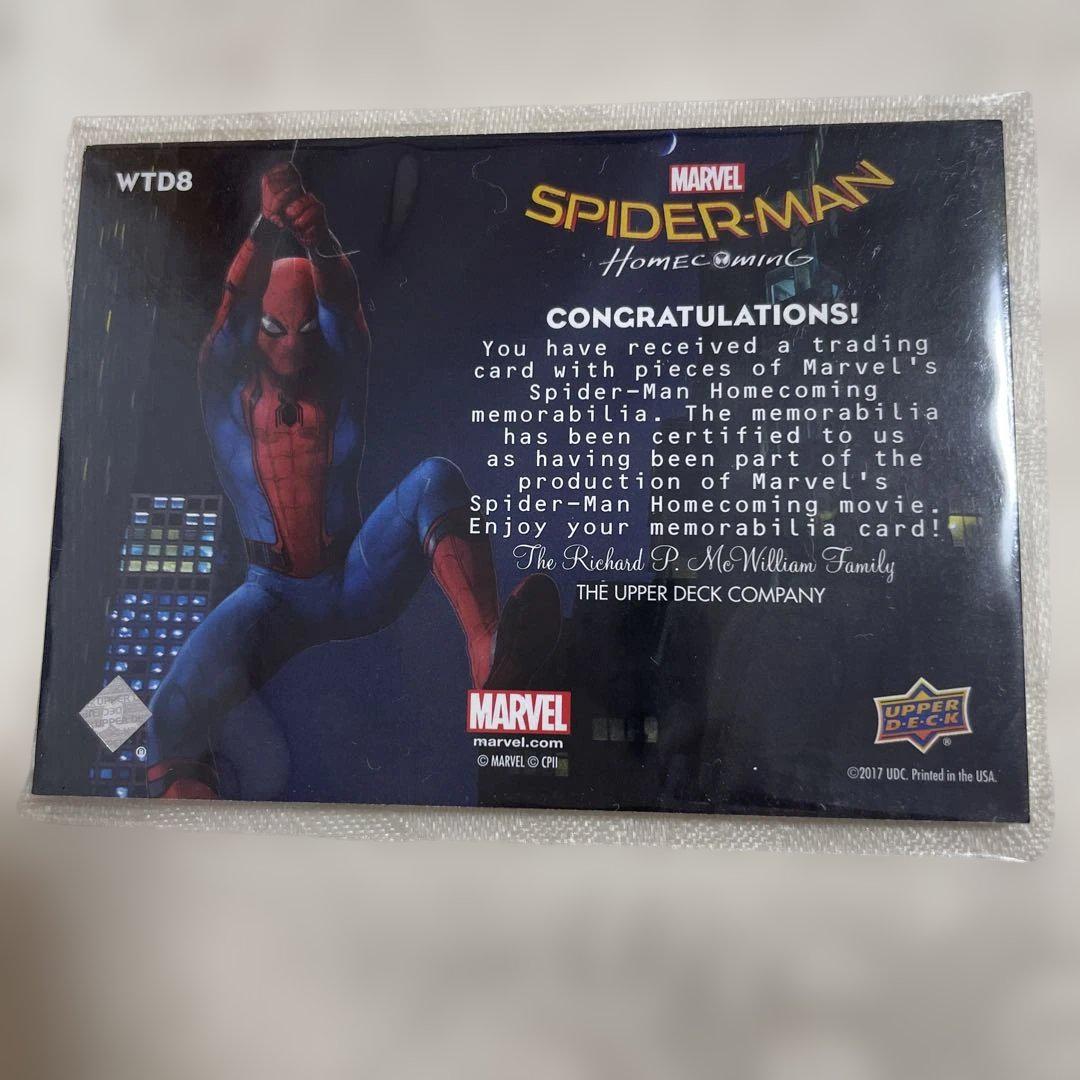 WTD8
MARVEL
SPIDER-MAN
HOMECOMING
CONGRATULATIONS!
You have received a trading
card with pieces of Marvel's
Spider-Man Homecoming
memorabilia. The memorabilia
has been certified to us
as having been part of the
production of Marvel's
Spider-Man Homecoming movie.
Enjoy your memorabilia card!
The Richard P. McWilliam Family
THE UPPER DECK COMPANY
MARVEL
marvel.com
© MARVEL © CPII
UPPER
D·E·C·K
®
©2017 UDC. Printed in the USA.
®